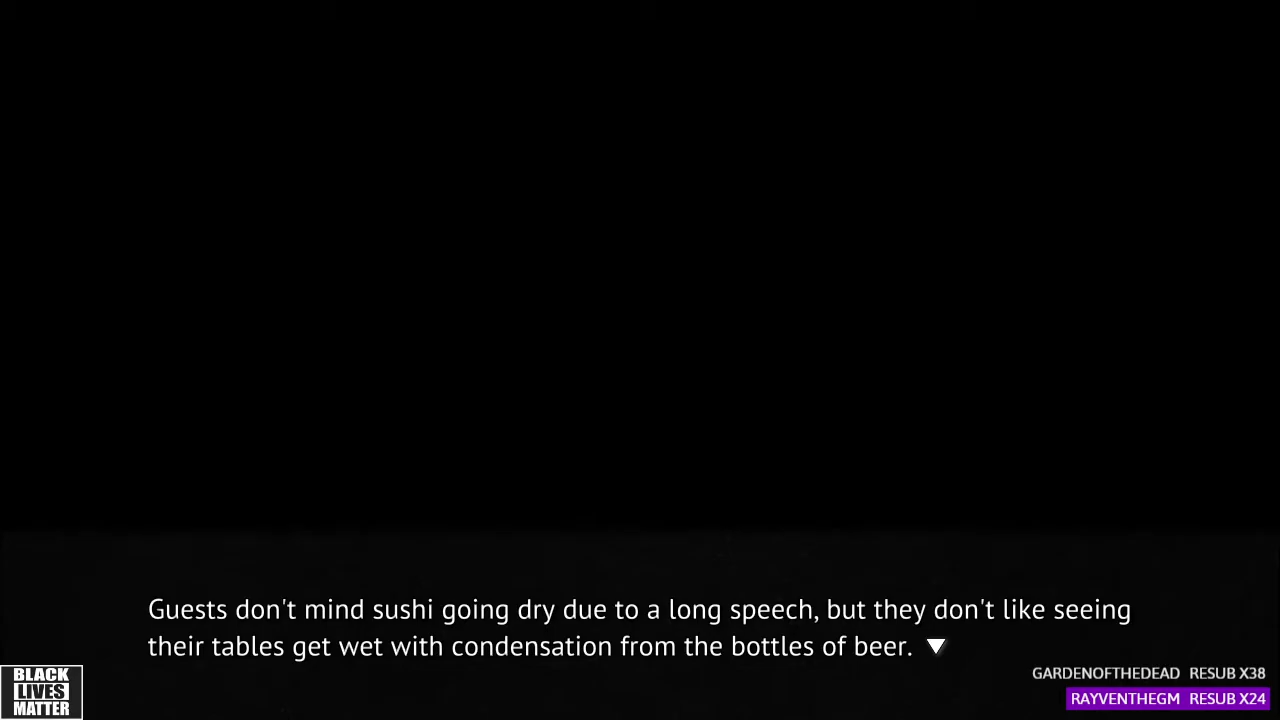 Guests don't mind sushi going dry due to a long speech, but they don't like seeing
their tables get wet with condensation from the bottles of beer.
GARDENOFTHEDEAD RESUB X38
RAYVENTHEGM RESUB X24
BLACK
LIVES
MATTER